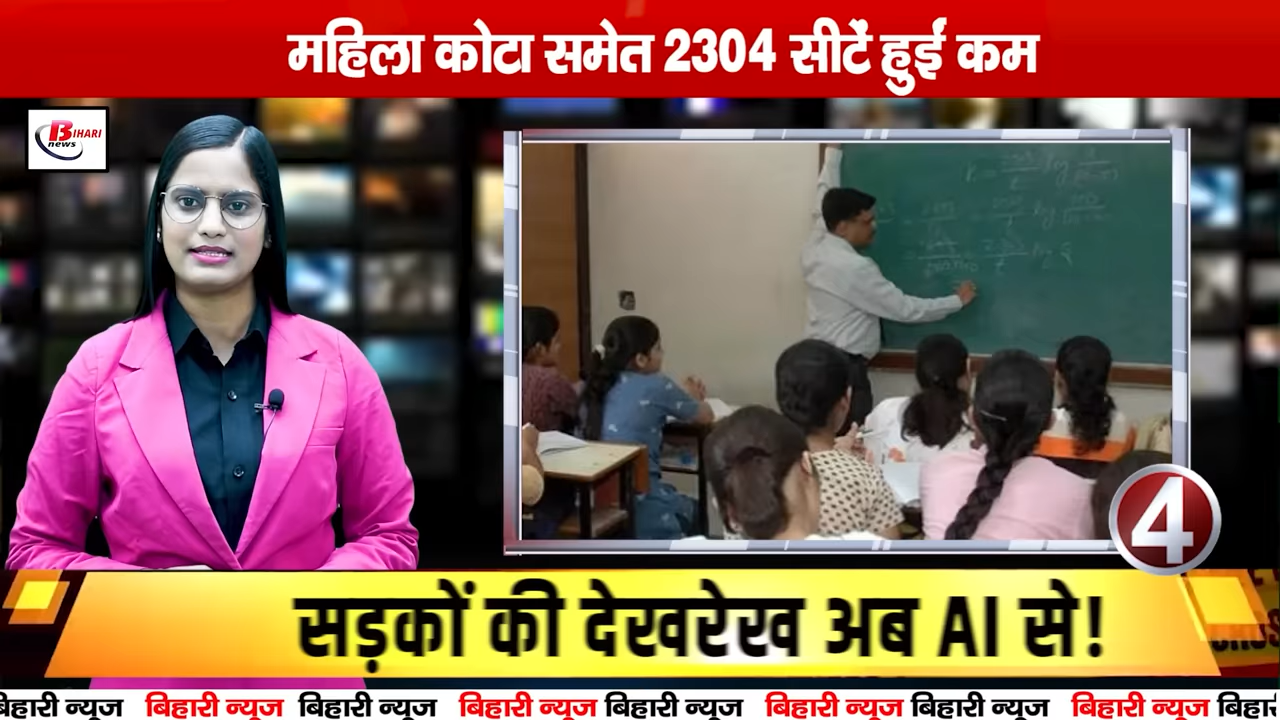 महिला कोटा समेत 2304 सीटें हुईं कम
BIHARI
news
4
सड़कों की देखरेख अब AI से!
बिहारी न्यूज बिहारी न्यूज बिहारी न्यूज बिहारी न्यूज बिहारी न्यूज बिहारी न्यूज बिहारी न्यूज बिहारी न्यूज